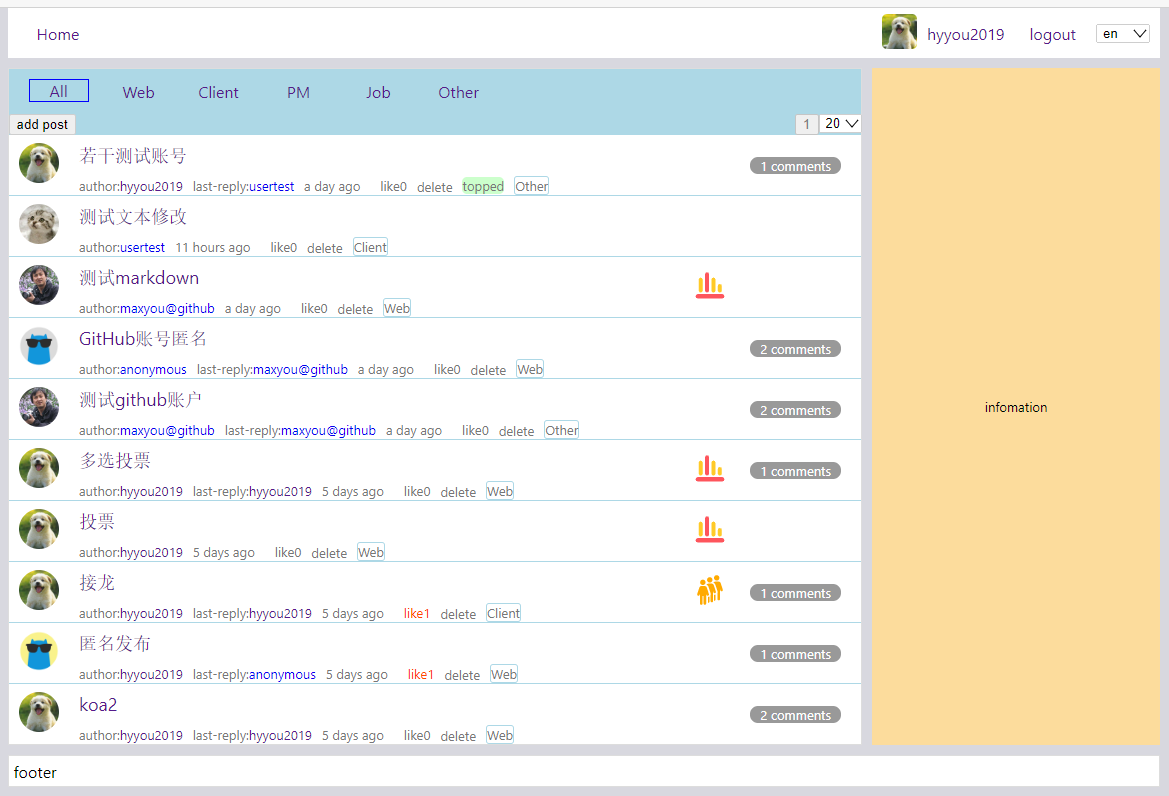 Home hyyou2019 logout en
All Web Client PM Job Other
add post 1 20
若干测试账号 1 comments
author:hyyou2019 last-reply:usertest a day ago like0 delete topped Other
测试文本修改
author:usertest 11 hours ago like0 delete Client
测试markdown
author:maxyou@github a day ago like0 delete Web
GitHub账号匿名 2 comments
author:anonymous last-reply:maxyou@github a day ago like0 delete Web
测试github账户 2 comments
author:maxyou@github last-reply:maxyou@github a day ago like0 delete Other
多选投票 1 comments
author:hyyou2019 last-reply:hyyou2019 5 days ago like0 delete Web
投票
author:hyyou2019 5 days ago like0 delete Web
接龙 1 comments
author:hyyou2019 last-reply:hyyou2019 5 days ago like1 delete Client
匿名发布 1 comments
author:hyyou2019 last-reply:anonymous 5 days ago like1 delete Web
koa2 2 comments
author:hyyou2019 last-reply:hyyou2019 5 days ago like0 delete Web
infomation
footer